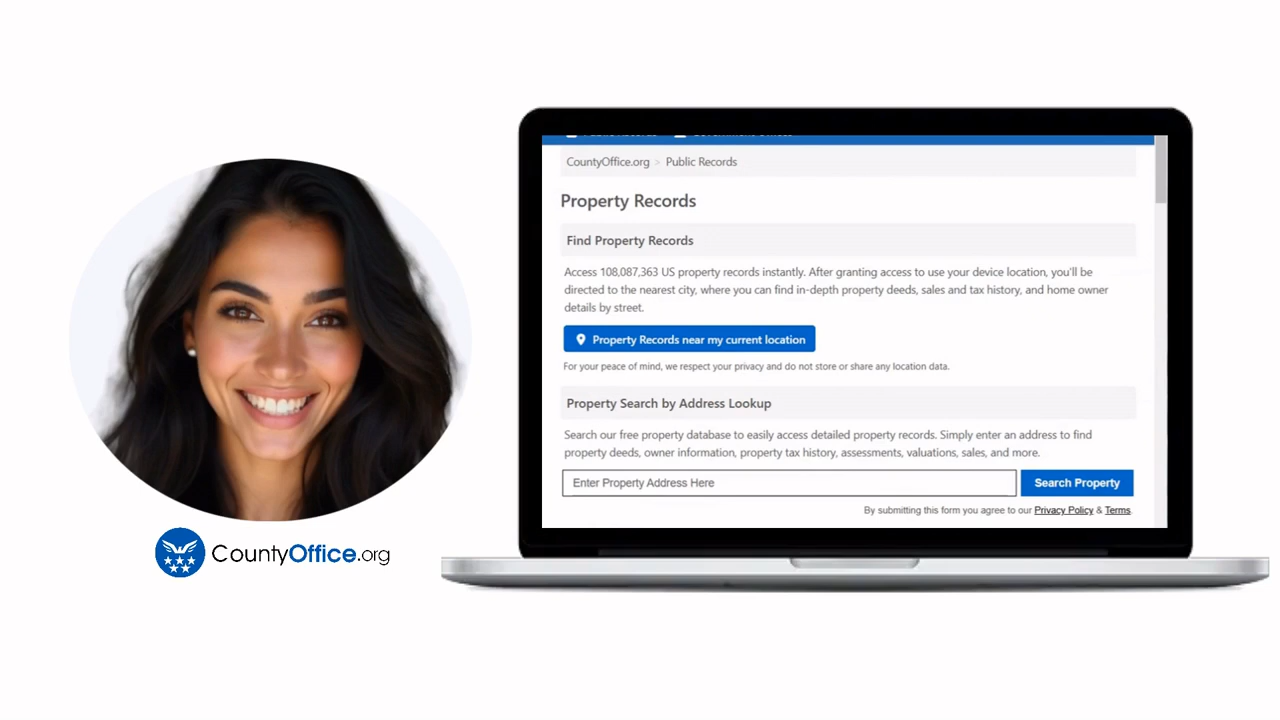 CountyOffice.org > Public Records
Property Records
Find Property Records
Access 108,087,363 US property records instantly. After granting access to use your device location, you'll be
directed to the nearest city, where you can find in-depth property deeds, sales and tax history, and home owner
details by street.
Property Records near my current location
For your peace of mind, we respect your privacy and do not store or share any location data.
Property Search by Address Lookup
Search our free property database to easily access detailed property records. Simply enter an address to find
property deeds, owner information, property tax history, assessments, valuations, sales, and more.
Enter Property Address Here
Search Property
By submitting this form you agree to our Privacy Policy & Terms.
CountyOffice.org